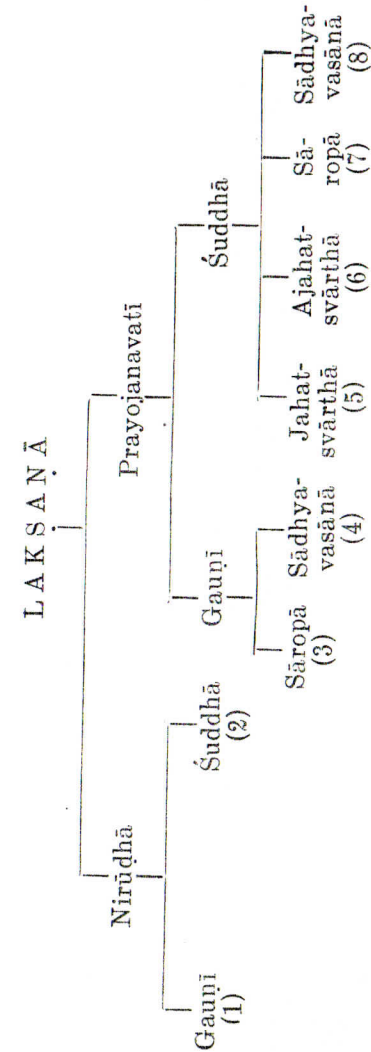 LAKṢAṆĀ
Nirūḍhā
Prayojanavatī
Gauṇī
(1)
Śuddhā
(2)
Gauṇī
Śuddhā
Sāropā
(3)
Sādhya-
vasānā
(4)
Jahat-
svārthā
(5)
Ajahat-
svārthā
(6)
Sā-
ropā
(7)
Sādhya-
vasānā
(8)